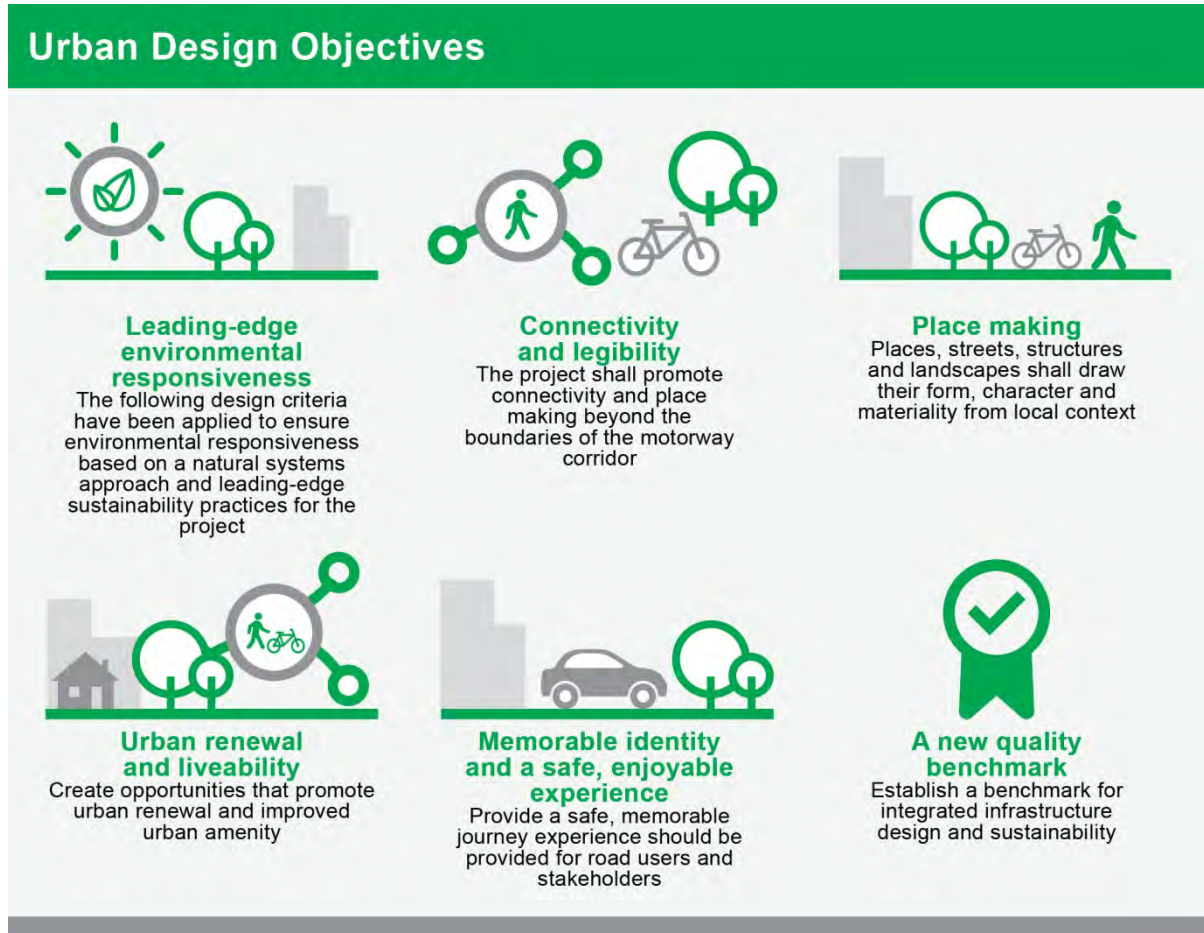 Urban Design Objectives
Leading-edge
environmental
responsiveness
The following design criteria
have been applied to ensure
environmental responsiveness
based on a natural systems
approach and leading-edge
sustainability practices for the
project
Connectivity
and legibility
The project shall promote
connectivity and place
making beyond the
boundaries of the motorway
corridor
Place making
Places, streets, structures
and landscapes shall draw
their form, character and
materiality from local context
Urban renewal
and liveability
Create opportunities that promote
urban renewal and improved
urban amenity
Memorable identity
and a safe, enjoyable
experience
Provide a safe, memorable
journey experience should be
provided for road users and
stakeholders
A new quality
benchmark
Establish a benchmark for
integrated infrastructure
design and sustainability